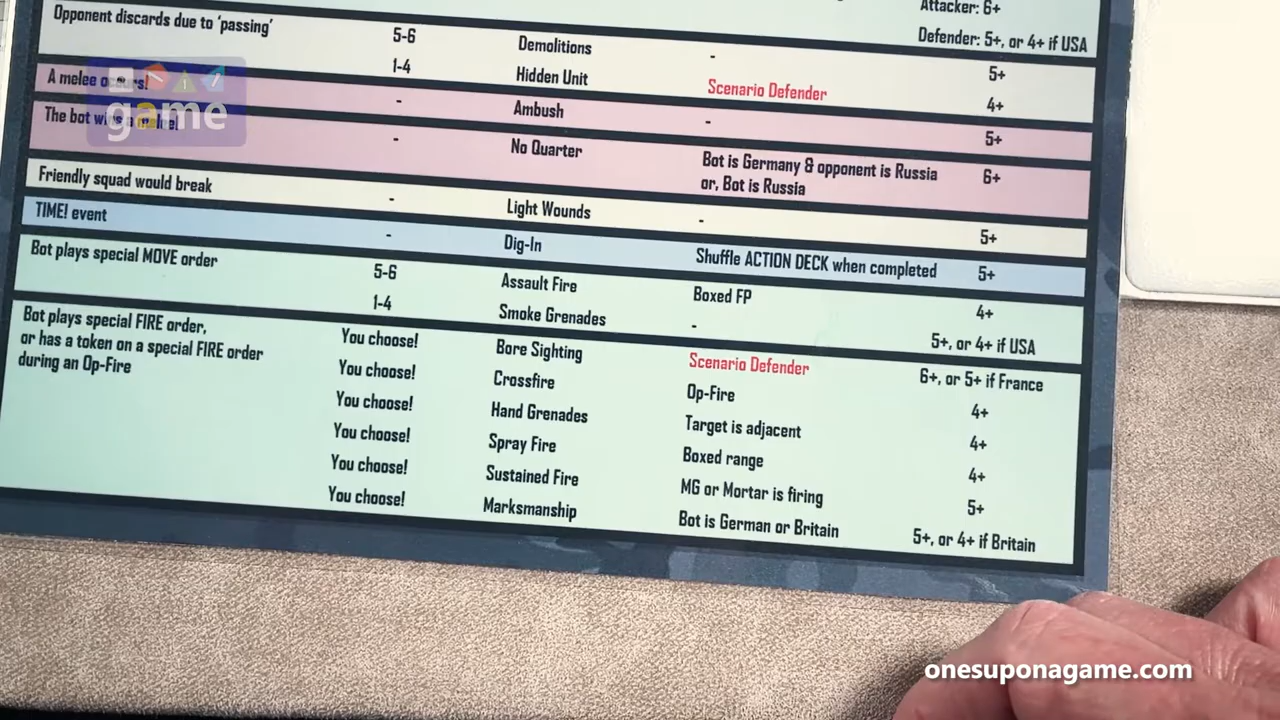 Attacker: 6+
Defender: 5+, or 4+ if USA
Opponent discards due to 'passing' 5-6 Demolitions - 5+
1-4 Hidden Unit Scenario Defender 4+
A melee occurs! - Ambush - 5+
The bot wins a - No Quarter Bot is Germany & opponent is Russia 6+
or, Bot is Russia
Friendly squad would break - Light Wounds - 5+
TIME! event - Dig-In Shuffle ACTION DECK when completed 5+
Bot plays special MOVE order 5-6 Assault Fire Boxed FP 4+
1-4 Smoke Grenades - 5+, or 4+ if USA
Bot plays special FIRE order, You choose! Bore Sighting Scenario Defender 6+, or 5+ if France
or has a token on a special FIRE order You choose! Crossfire Op-Fire 4+
during an Op-Fire You choose! Hand Grenades Target is adjacent 4+
You choose! Spray Fire Boxed range 4+
You choose! Sustained Fire MG or Mortar is firing 5+
You choose! Marksmanship Bot is German or Britain 5+, or 4+ if Britain
game
onesuponagame.com